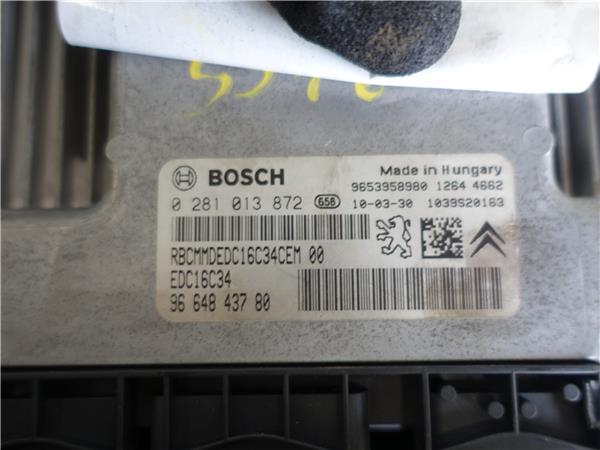 BOSCH
Made in Hungary
9653958980 1264 4662
0 281 013 872 658 10-03-30 1039S20163
RBCMMDEDC16C34CEM 00
EDC16C34
96 648 437 80